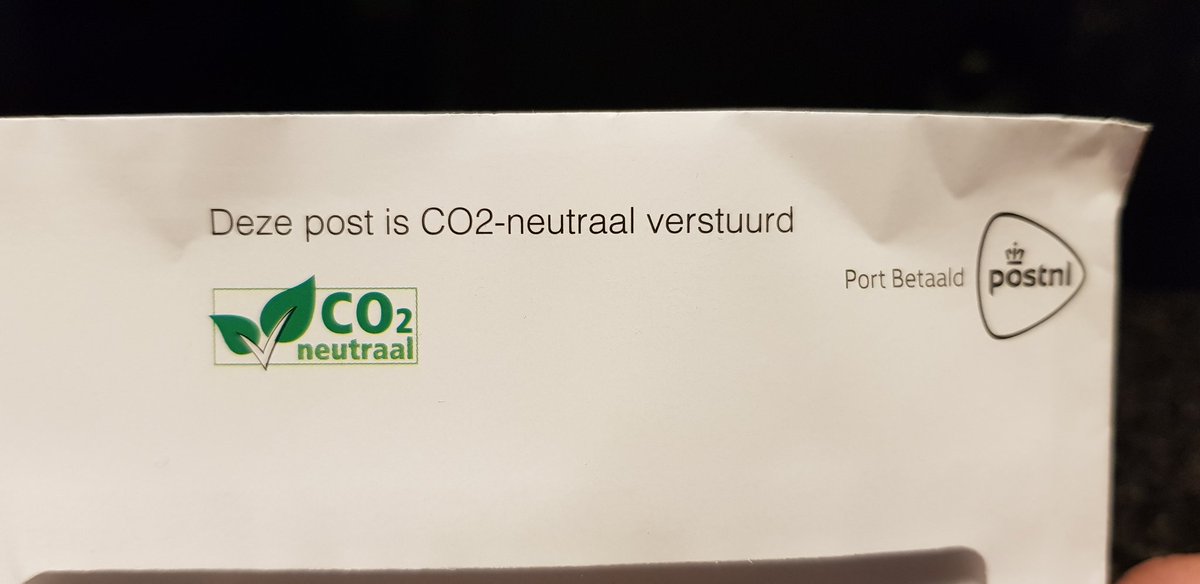 Deze post is CO2-neutraal verstuurd
CO2
neutraal
Port Betaald
postnl